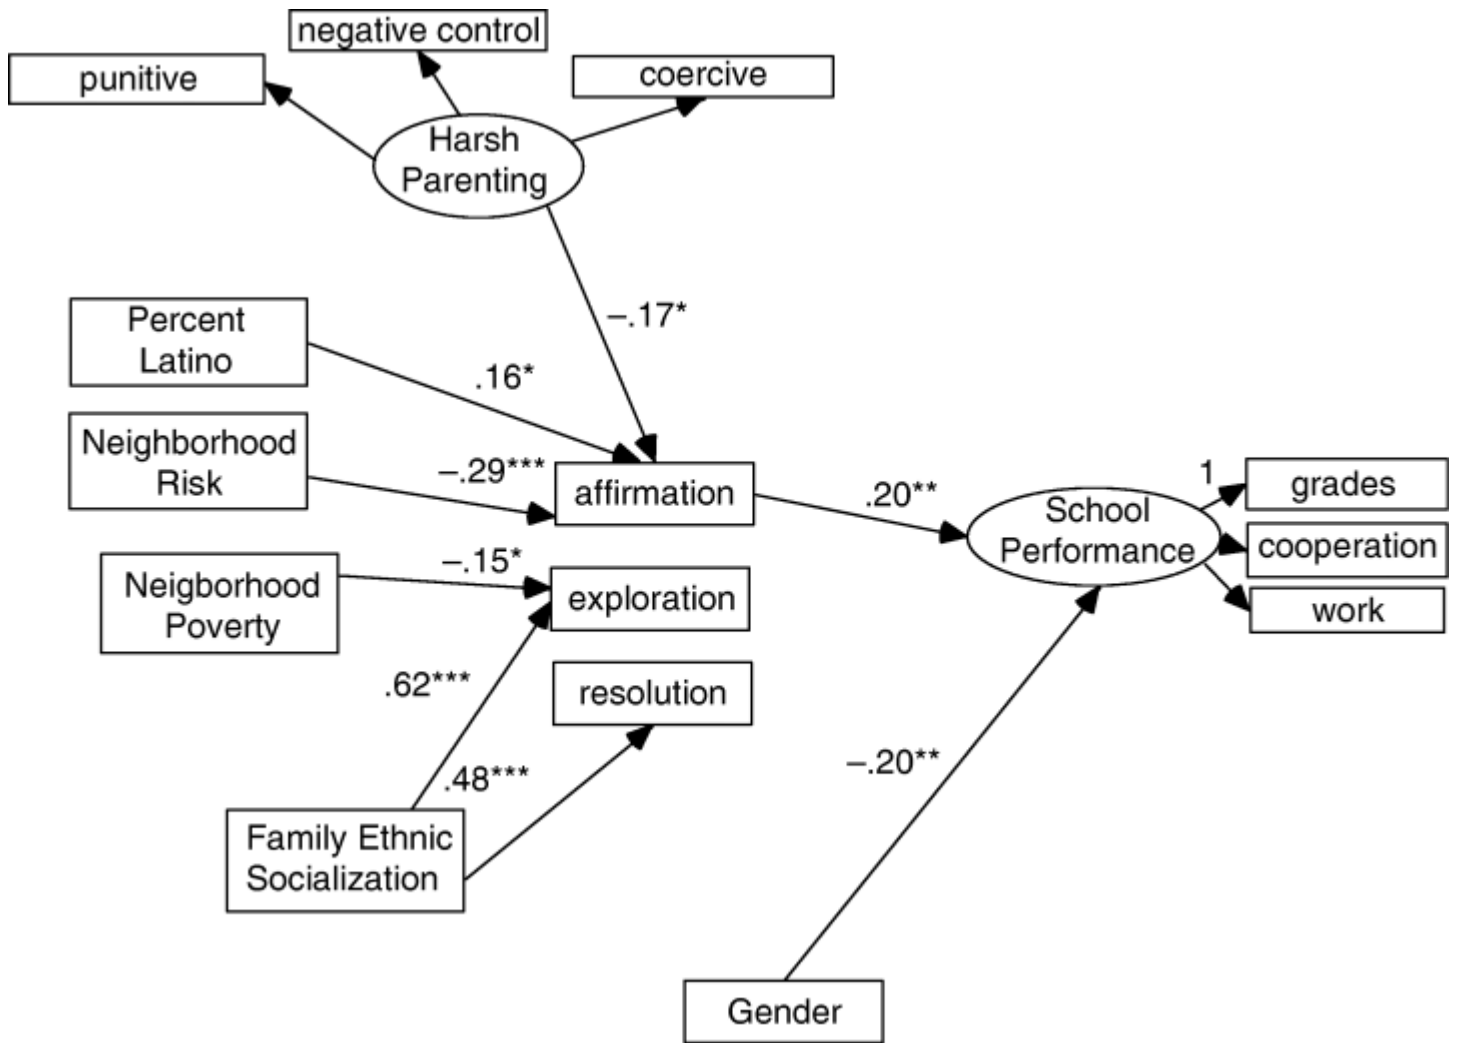 negative control
punitive
coercive
Harsh
Parenting
–.17*
Percent
Latino
.16*
Neighborhood
Risk
–.29***
affirmation
.20**
School
Performance
1
grades
cooperation
work
Neigborhood
Poverty
–.15*
exploration
.62***
resolution
.48***
Family Ethnic
Socialization
–.20**
Gender